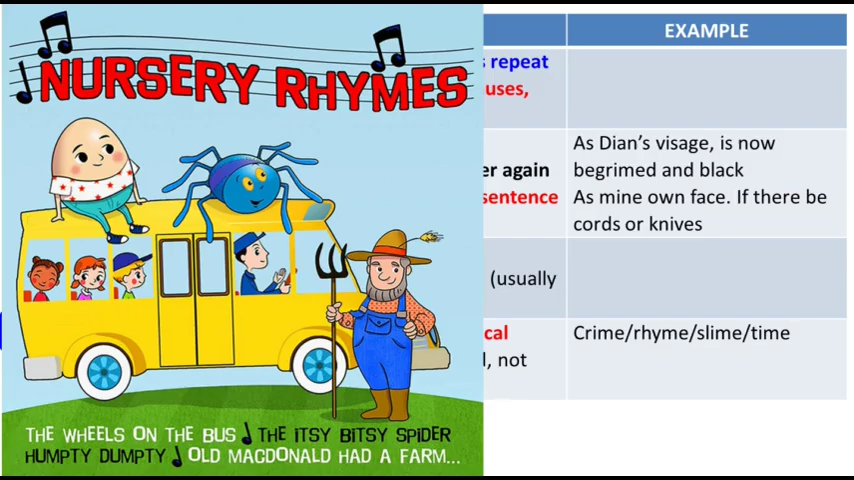 NURSERY RHYMES
THE WHEELS ON THE BUS THE ITSY BITSY SPIDER
HUMPTY DUMPTY OLD MACDONALD HAD A FARM...
EXAMPLE
repeat
uses,
again
sentence
As Dian's visage, is now
begrimed and black
As mine own face. If there be
cords or knives
(usually
not
Crime/rhyme/slime/time